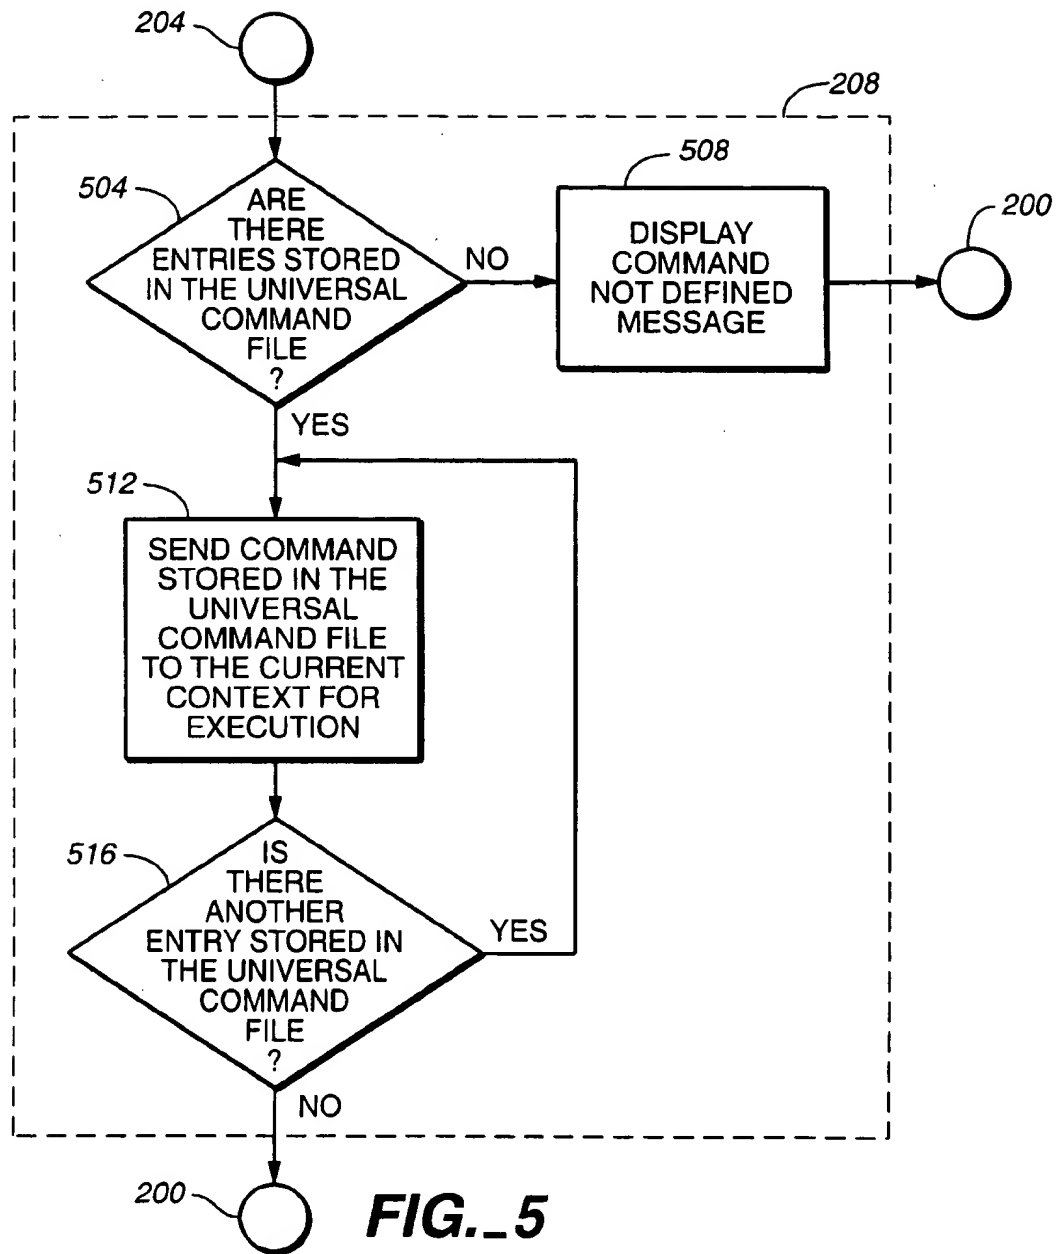 204
208
504
ARE
THERE
ENTRIES STORED
IN THE UNIVERSAL
COMMAND
FILE
?
NO
508
DISPLAY
COMMAND
NOT DEFINED
MESSAGE
200
YES
512
SEND COMMAND
STORED IN THE
UNIVERSAL
COMMAND FILE
TO THE CURRENT
CONTEXT FOR
EXECUTION
516
IS
THERE
ANOTHER
ENTRY STORED IN
THE UNIVERSAL
COMMAND
FILE
?
YES
NO
200
FIG._5